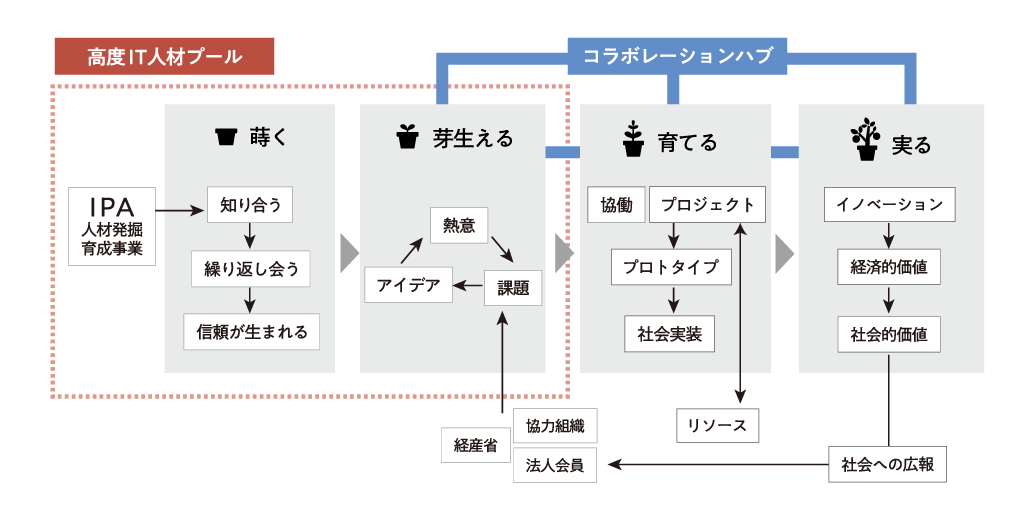 高度IT人材プール
コラボレーションハブ
蒔く
芽生える
育てる
実る
IPA
人材発掘
育成事業
知り合う
繰り返し会う
信頼が生まれる
熱意
アイデア
課題
協働
プロジェクト
プロトタイプ
社会実装
イノベーション
経済的価値
社会的価値
リソース
経産省
協力組織
法人会員
社会への広報